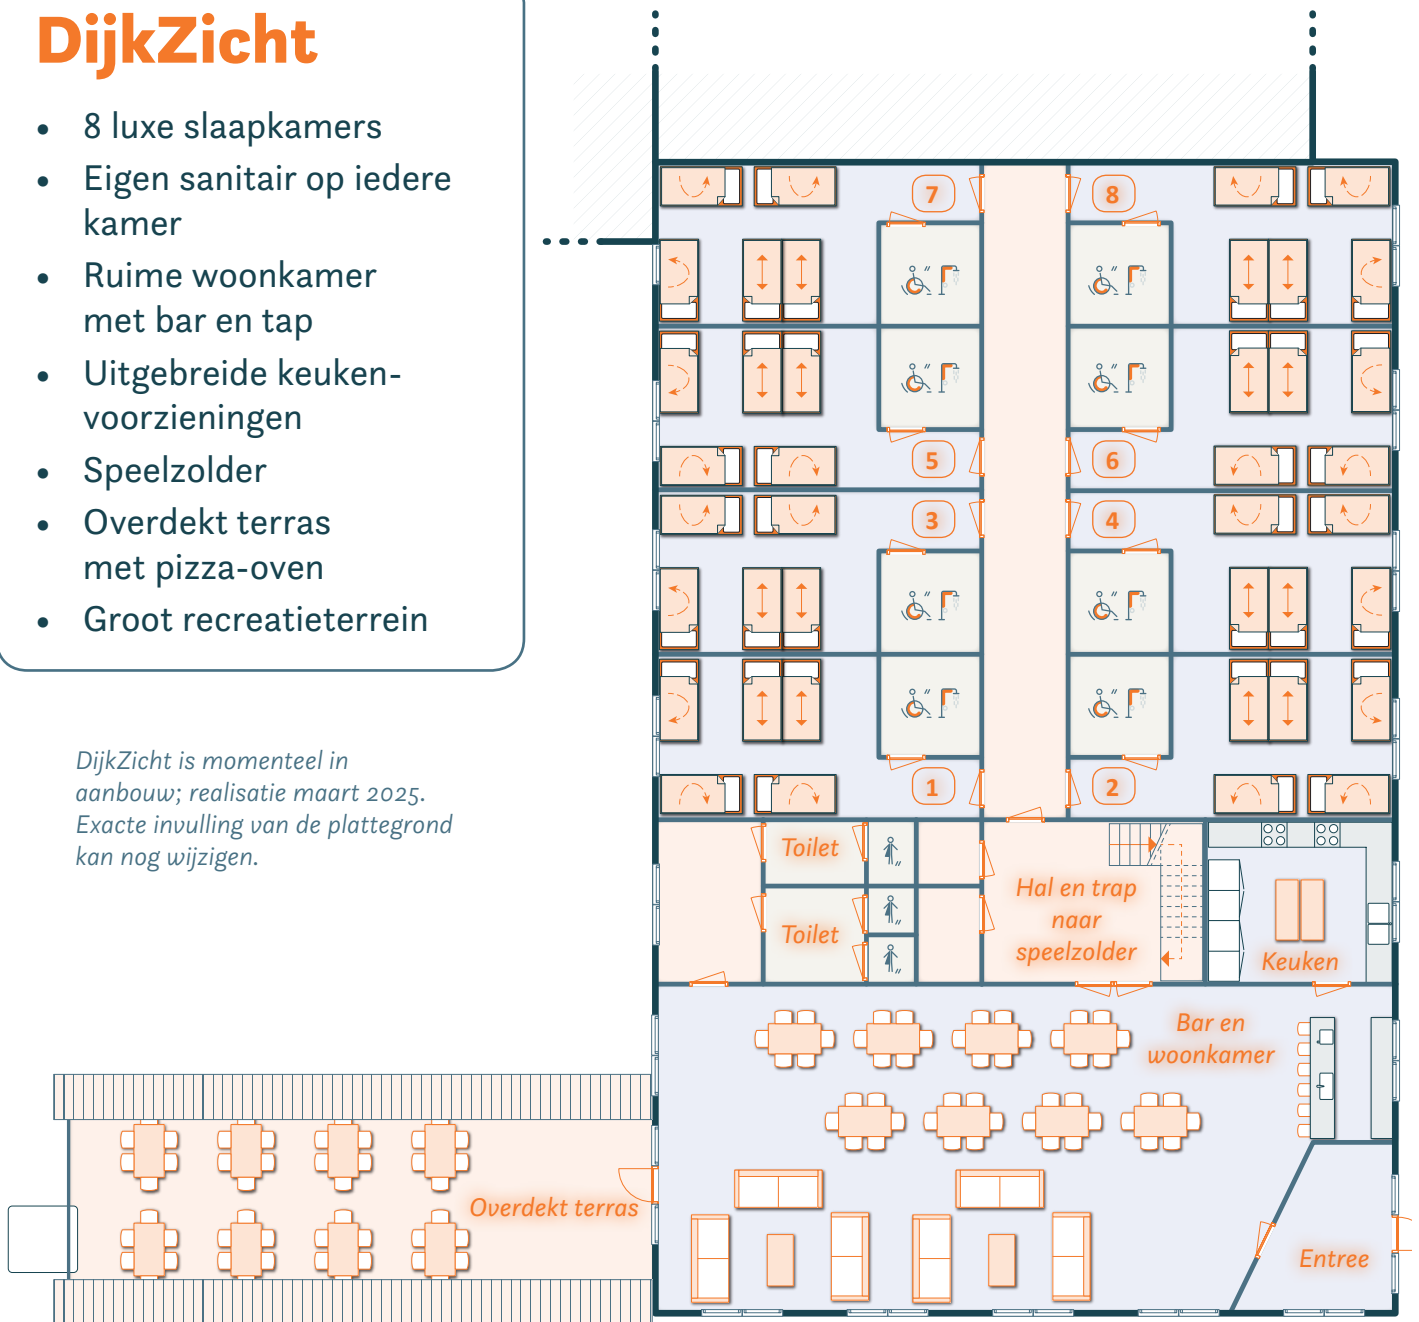 DijkZicht
• 8 luxe slaapkamers
• Eigen sanitair op iedere
kamer
• Ruime woonkamer
met bar en tap
• Uitgebreide keuken-
voorzieningen
• Speelzolder
• Overdekt terras
met pizza-oven
• Groot recreatieterrein
DijkZicht is momenteel in
aanbouw; realisatie maart 2025.
Exacte invulling van de plattegrond
kan nog wijzigen.
7
8
5
6
3
4
1
2
Toilet
Toilet
Hal en trap
naar
speelzolder
Keuken
Bar en
woonkamer
Overdekt terras
Entree